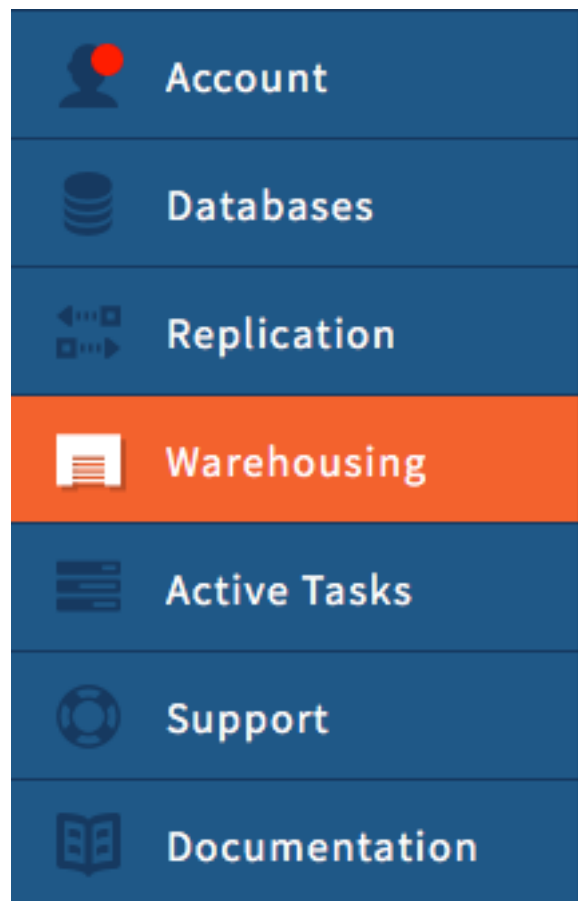 Account
Databases
Replication
Warehousing
Active Tasks
Support
Documentation